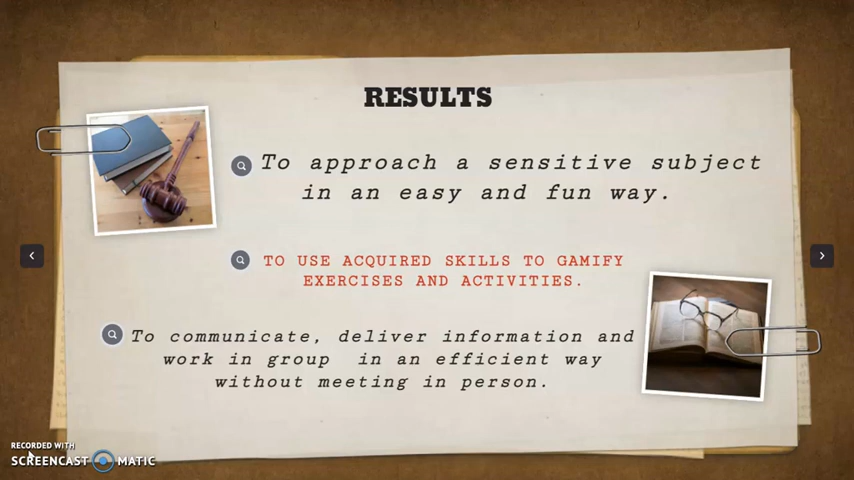 RESULTS
To approach a sensitive subject
in an easy and fun way.
TO USE ACQUIRED SKILLS TO GAMIFY
EXERCISES AND ACTIVITIES.
To communicate, deliver information and
work in group in an efficient way
without meeting in person.
RECORDED WITH
SCREENCAST MATIC